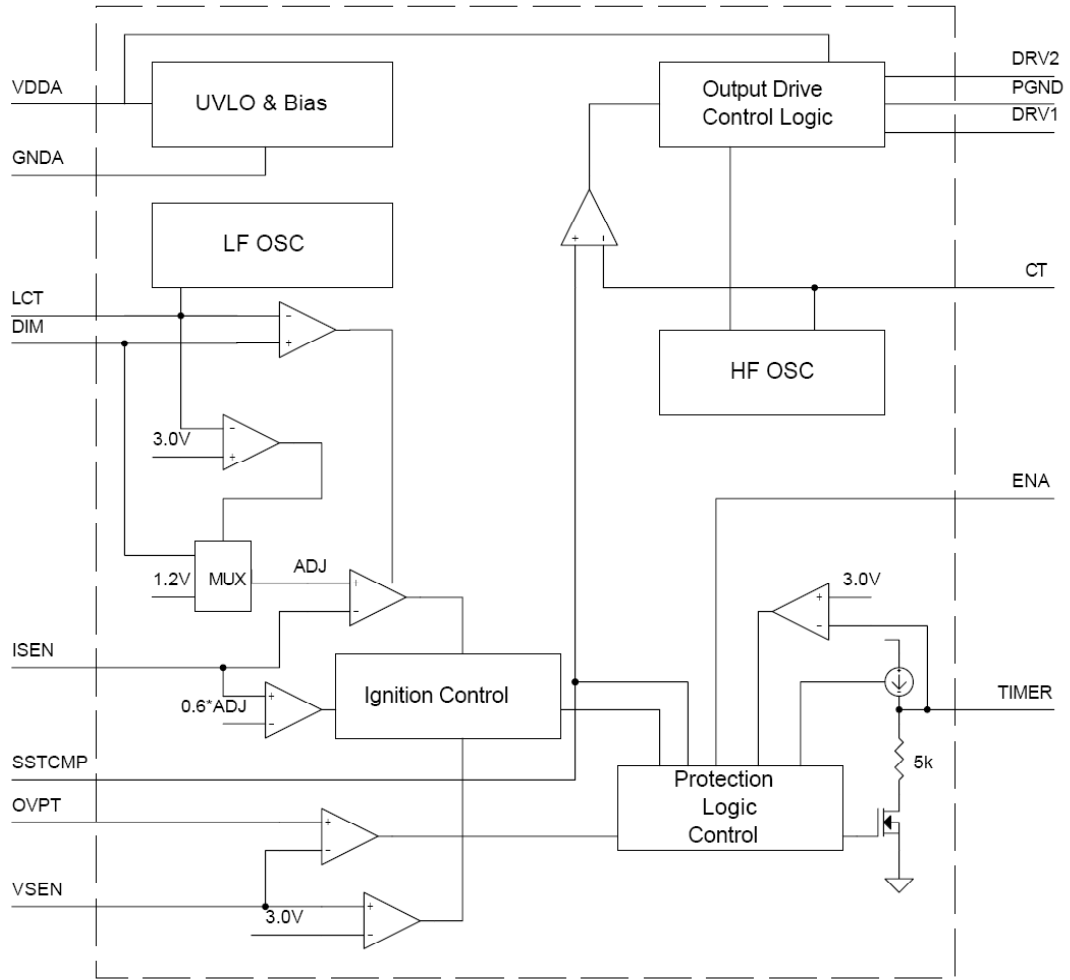 VDDA
UVLO & Bias
Output Drive
Control Logic
DRV2
PGND
DRV1
GNDA
LF OSC
+
-
CT
LCT
DIM
-
+
HF OSC
3.0V
-
+
ENA
MUX
1.2V
ADJ
+
-
3.0V
+
-
ISEN
Ignition Control
0.6*ADJ
+
-
TIMER
5k
SSTCMP
Protection
Logic
Control
OVPT
+
-
VSEN
3.0V
+
-